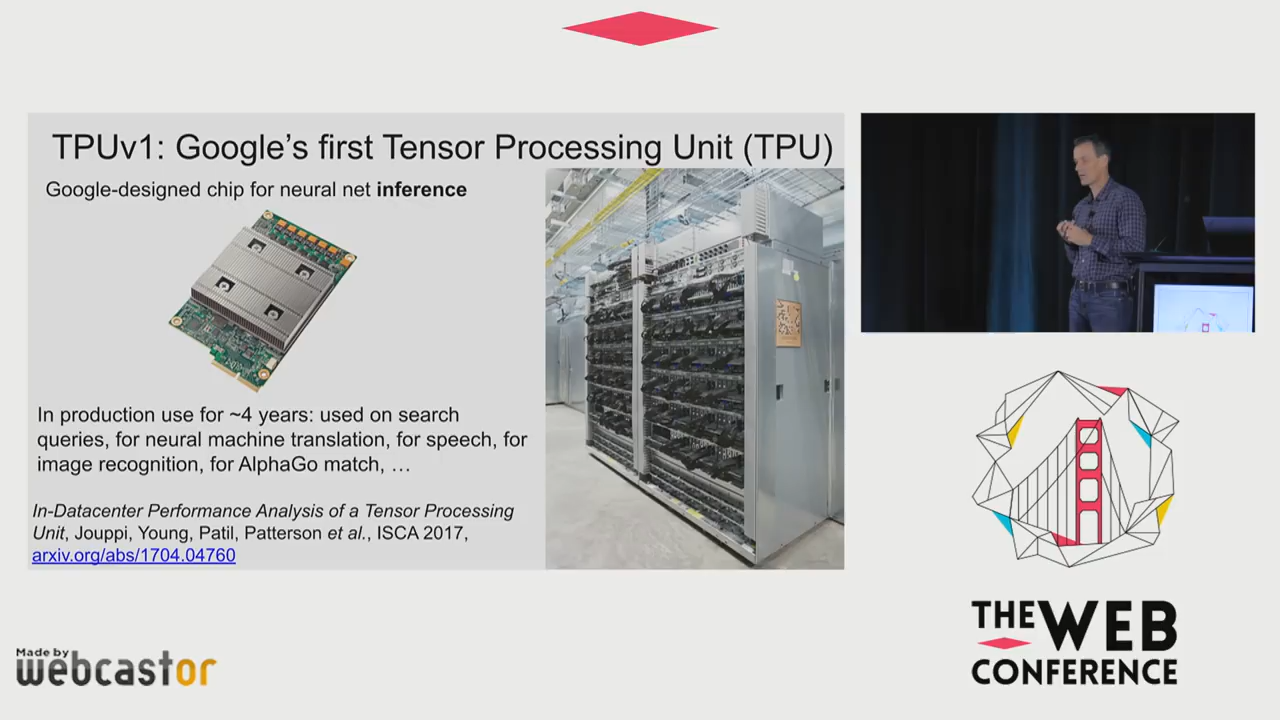 TPUv1: Google's first Tensor Processing Unit (TPU)
Google-designed chip for neural net inference
In production use for ~4 years: used on search
queries, for neural machine translation, for speech, for
image recognition, for AlphaGo match, …
In-Datacenter Performance Analysis of a Tensor Processing
Unit, Jouppi, Young, Patil, Patterson et al., ISCA 2017,
arxiv.org/abs/1704.04760
THE WEB
CONFERENCE
Made by
webcastor